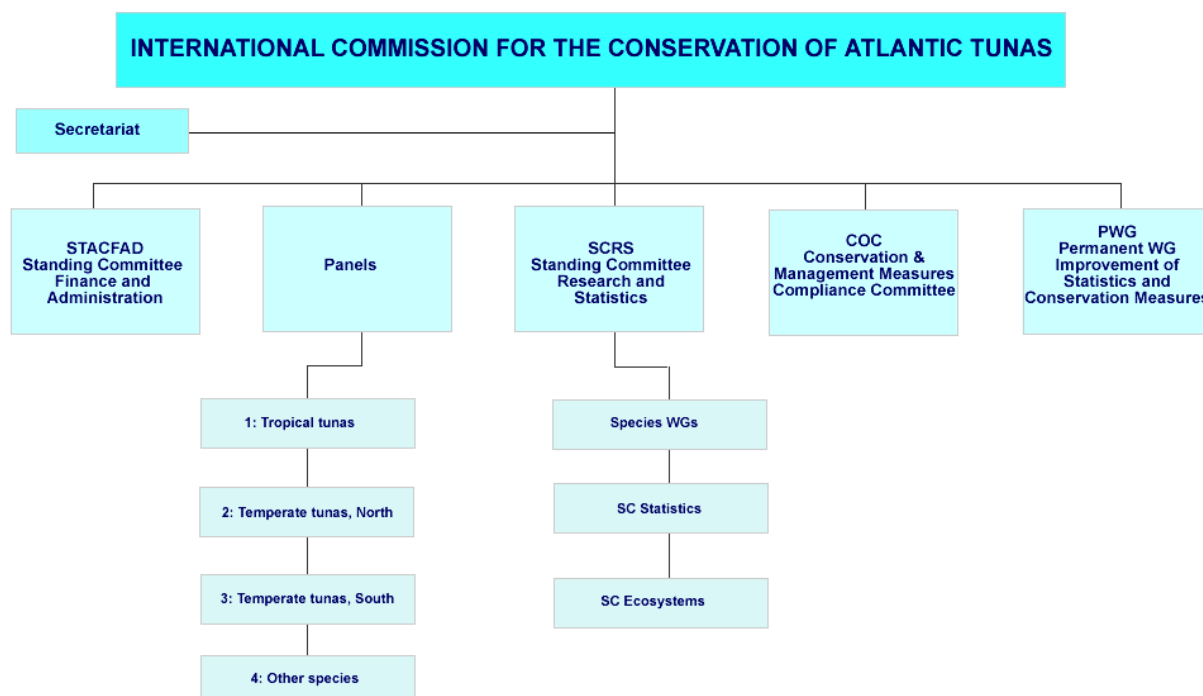 INTERNATIONAL COMMISSION FOR THE CONSERVATION OF ATLANTIC TUNAS
Secretariat
STACFAD
Standing Committee
Finance and
Administration
Panels
SCRS
Standing Committee
Research and
Statistics
COC
Conservation &
Management Measures
Compliance Committee
PWG
Permanent WG
Improvement of
Statistics and
Conservation Measures
1: Tropical tunas
2: Temperate tunas, North
3: Temperate tunas, South
4: Other species
Species WGs
SC Statistics
SC Ecosystems